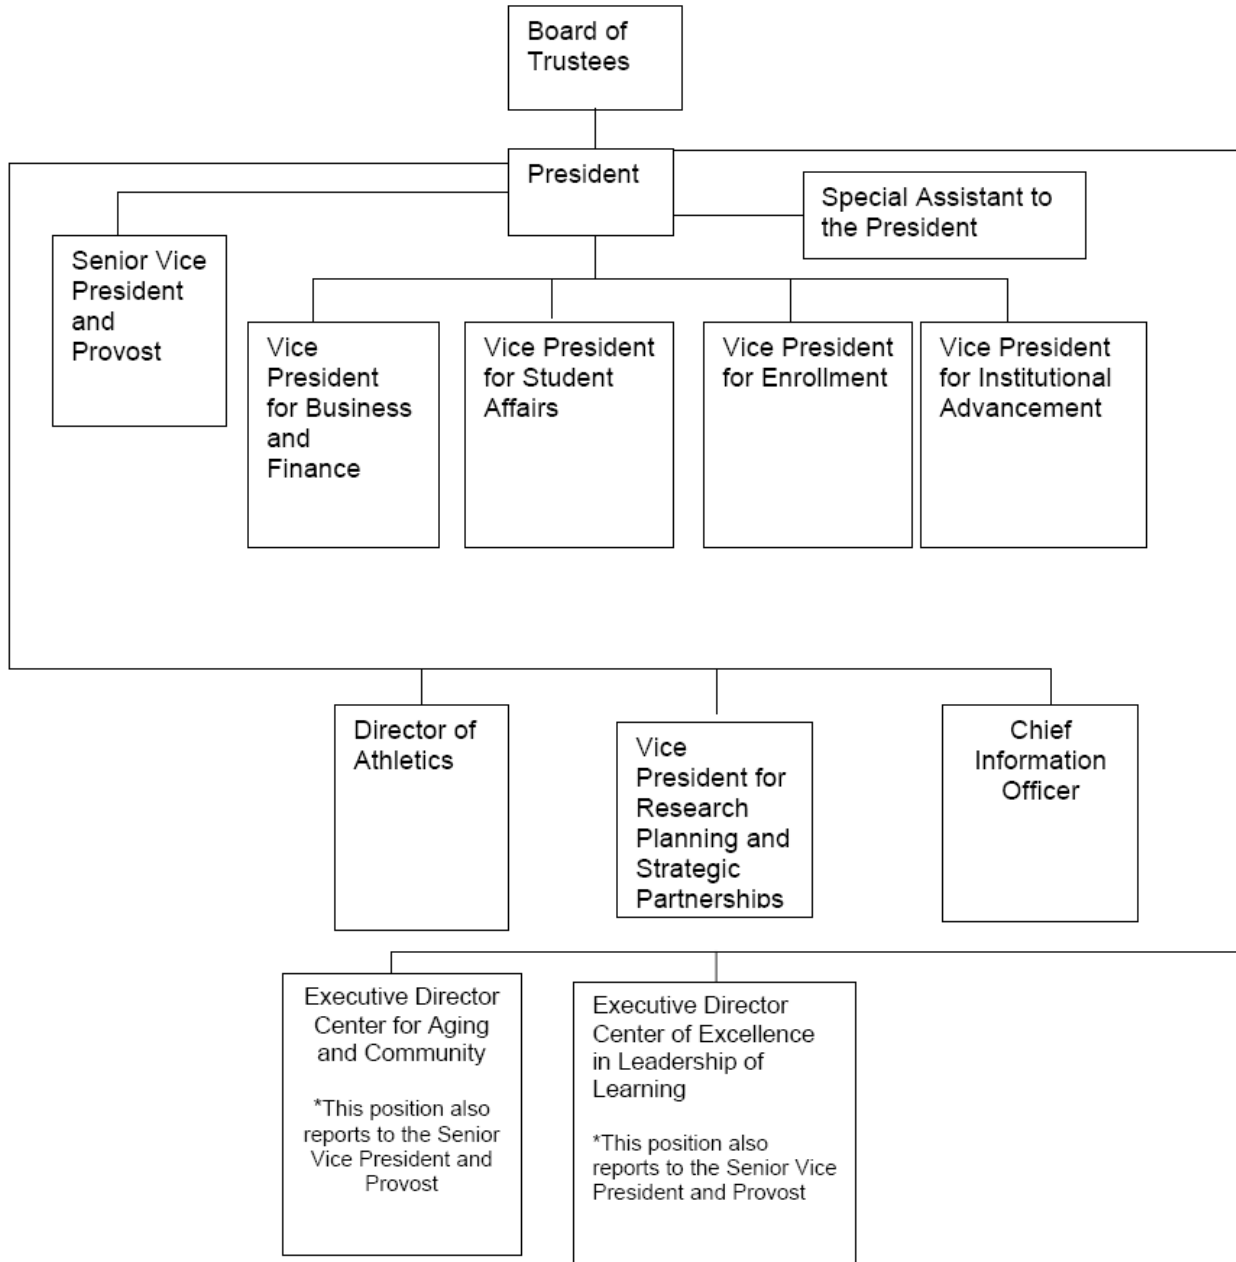 Board of
Trustees
President
Special Assistant to
the President
Senior Vice
President
and
Provost
Vice
President
for Business
and
Finance
Vice President
for Student
Affairs
Vice President
for Enrollment
Vice President
for Institutional
Advancement
Director of
Athletics
Vice
President for
Research
Planning and
Strategic
Partnerships
Chief
Information
Officer
Executive Director
Center for Aging
and Community
*This position also
reports to the Senior
Vice President and
Provost
Executive Director
Center of Excellence
in Leadership of
Learning
*This position also
reports to the Senior Vice
President and Provost